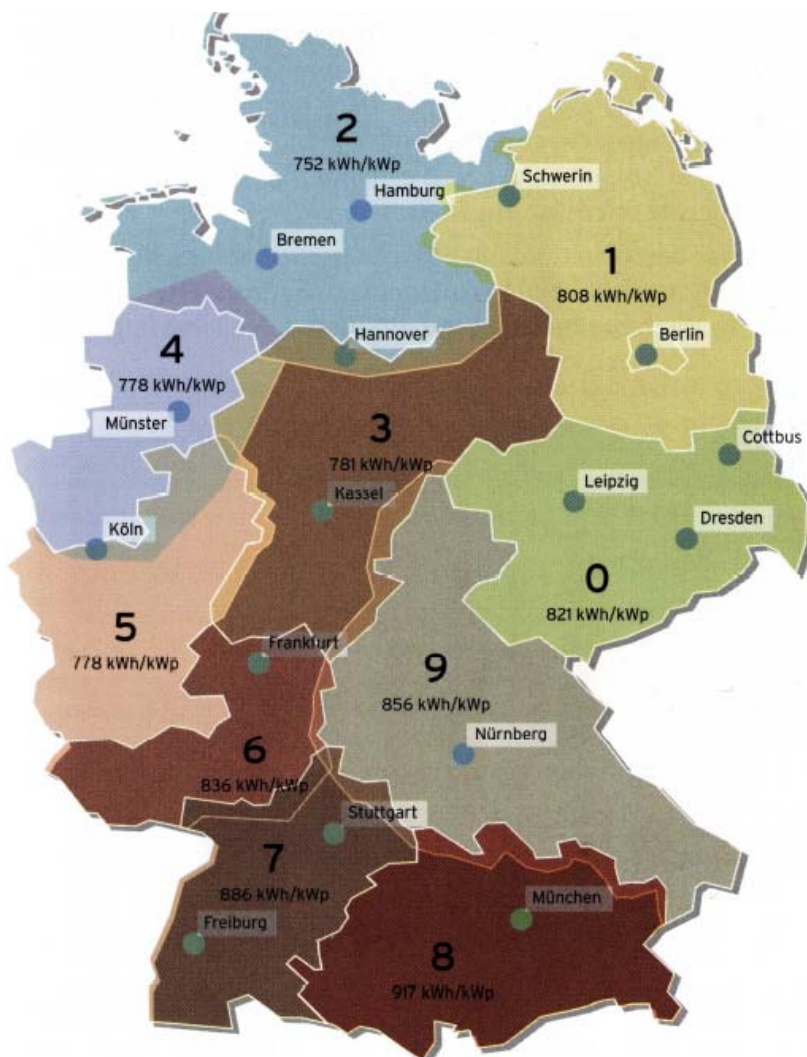 2
752 kWh/kWp
Hamburg
Schwerin
Bremen
1
808 kWh/kWp
Hannover
Berlin
4
778 kWh/kWp
Münster
3
781 kWh/kWp
Kassel
Cottbus
Leipzig
Dresden
Köln
0
821 kWh/kWp
5
778 kWh/kWp
Frankfurt
9
856 kWh/kWp
Nürnberg
6
836 kWh/kWp
Stuttgart
7
886 kWh/kWp
Freiburg
München
8
917 kWh/kWp